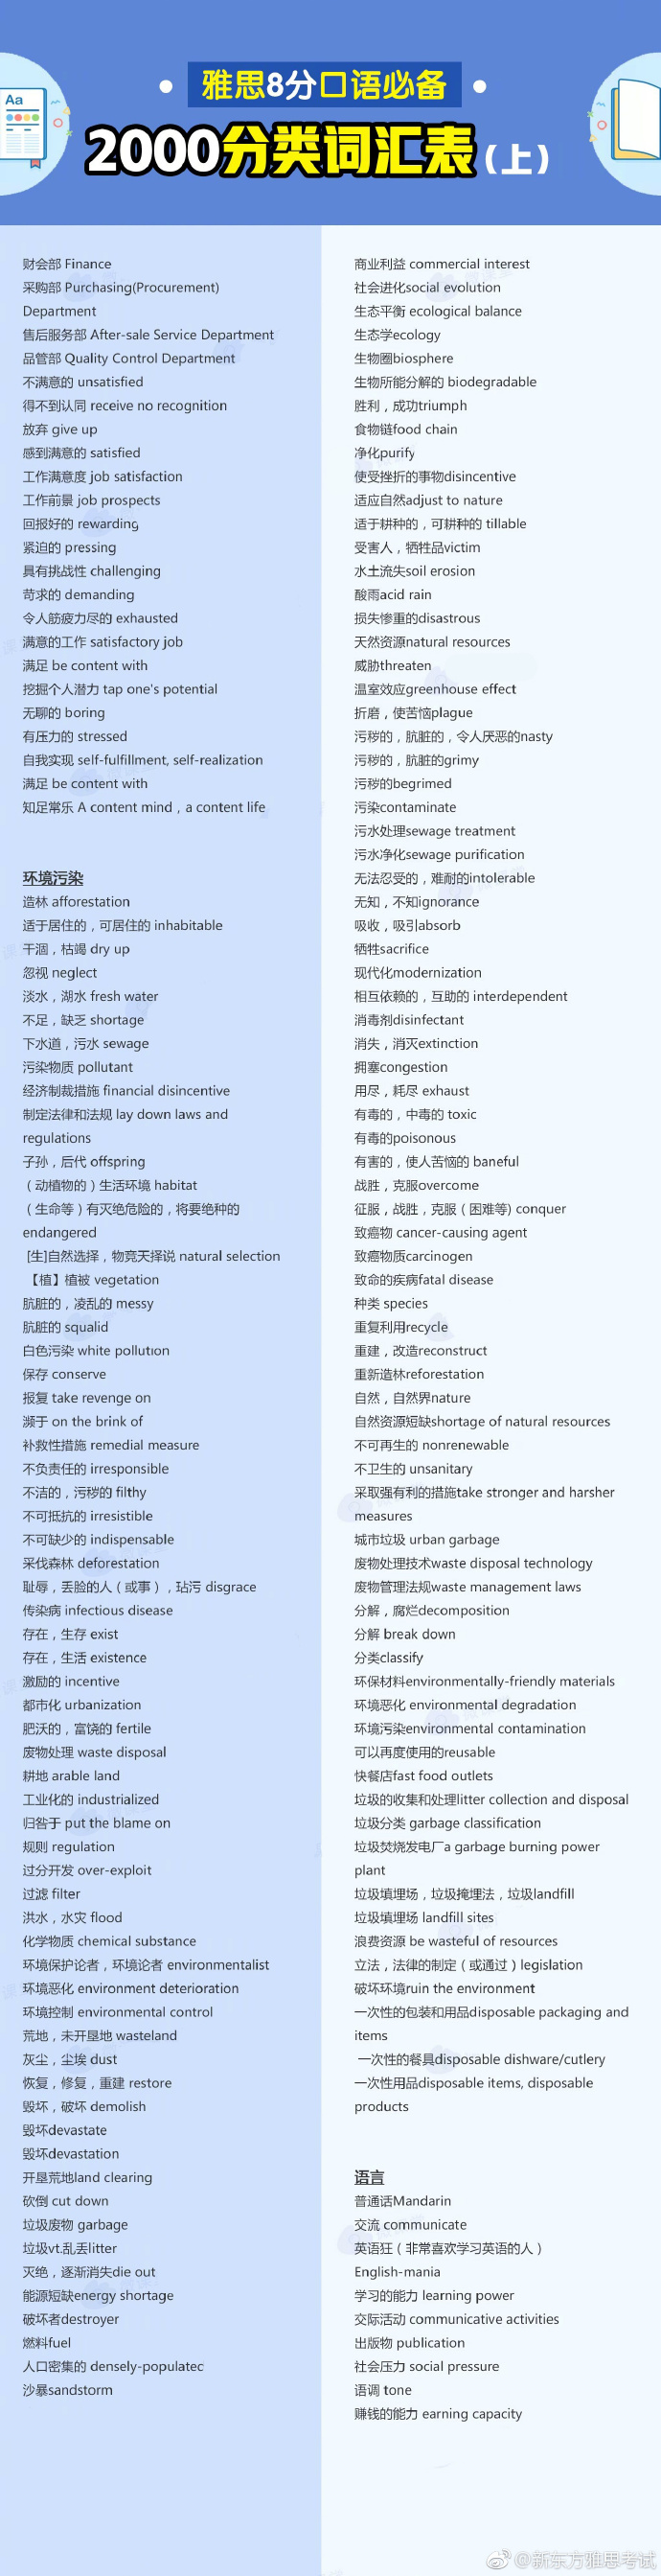 雅思8分口语必备
2000分类词汇表(上)
Aa
财会部 Finance
采购部 Purchasing(Procurement)
Department
售后服务部 After-sale Service Department
品管部 Quality Control Department
不满意的 unsatisfied
得不到认同 receive no recognition
放弃 give up
感到满意的 satisfied
工作满意度 job satisfaction
工作前景 job prospects
回报好的 rewarding
紧迫的 pressing
具有挑战性 challenging
苛求的 demanding
令人筋疲力尽的 exhausted
满意的工作 satisfactory job
满足 be content with
挖掘个人潜力 tap one's potential
无聊的 boring
有压力的 stressed
自我实现 self-fulfillment, self-realization
满足 be content with
知足常乐 A content mind，a content life
环境污染
造林 afforestation
适于居住的，可居住的 inhabitable
干涸，枯竭 dry up
忽视 neglect
淡水，湖水 fresh water
不足，缺乏 shortage
下水道，污水 sewage
污染物质 pollutant
经济制裁措施 financial disincentive
制定法律和法规 lay down laws and
regulations
子孙，后代 offspring
（动植物的）生活环境 habitat
（生命等）有灭绝危险的，将要绝种的
endangered
[生]自然选择，物竞天择说 natural selection
【植】植被 vegetation
肮脏的，凌乱的 messy
肮脏的 squalid
白色污染 white pollution
保存 conserve
报复 take revenge on
濒于 on the brink of
补救性措施 remedial measure
不负责任的 irresponsible
不洁的，污秽的 filthy
不可抵抗的 irresistible
不可缺少的 indispensable
采伐森林 deforestation
耻辱，丢脸的人（或事），玷污 disgrace
传染病 infectious disease
存在，生存 exist
存在，生活 existence
激励的 incentive
都市化 urbanization
肥沃的，富饶的 fertile
废物处理 waste disposal
耕地 arable land
工业化的 industrialized
归咎于 put the blame on
规则 regulation
过分开发 over-exploit
过滤 filter
洪水，水灾 flood
化学物质 chemical substance
环境保护论者，环境论者 environmentalist
环境恶化 environment deterioration
环境控制 environmental control
荒地，未开垦地 wasteland
灰尘，尘埃 dust
恢复，修复，重建 restore
毁坏，破坏 demolish
毁坏devastate
毁坏devastation
开垦荒地land clearing
砍倒 cut down
垃圾废物 garbage
垃圾vt.乱丢litter
灭绝，逐渐消失die out
能源短缺energy shortage
破坏者destroyer
燃料fuel
人口密集的 densely-populated
沙暴sandstorm
商业利益 commercial interest
社会进化social evolution
生态平衡 ecological balance
生态学ecology
生物圈biosphere
生物所能分解的 biodegradable
胜利，成功triumph
食物链food chain
净化purify
使受挫折的事物disincentive
适应自然adjust to nature
适于耕种的，可耕种的 tillable
受害人，牺牲品victim
水土流失soil erosion
酸雨acid rain
损失惨重的disastrous
天然资源natural resources
威胁threaten
温室效应greenhouse effect
折磨，使苦恼plague
污秽的，肮脏的，令人厌恶的nasty
污秽的，肮脏的grimy
污秽的begrimed
污染contaminate
污水处理sewage treatment
污水净化sewage purification
无法忍受的，难耐的intolerable
无知，不知ignorance
吸收，吸引absorb
牺牲sacrifice
现代化modernization
相互依赖的，互助的 interdependent
消毒剂disinfectant
消失，消灭extinction
拥塞congestion
用尽，耗尽 exhaust
有毒的，中毒的 toxic
有毒的poisonous
有害的，使人苦恼的 baneful
战胜，克服overcome
征服，战胜，克服（困难等) conquer
致癌物 cancer-causing agent
致癌物质carcinogen
致命的疾病fatal disease
种类 species
重复利用recycle
重建，改造reconstruct
重新造林reforestation
自然，自然界nature
自然资源短缺shortage of natural resources
不可再生的 nonrenewable
不卫生的 unsanitary
采取强有利的措施take stronger and harsher
measures
城市垃圾 urban garbage
废物处理技术waste disposal technology
废物管理法规waste management laws
分解，腐烂decomposition
分解 break down
分类classify
环保材料environmentally-friendly materials
环境恶化 environmental degradation
环境污染environmental contamination
可以再度使用的reusable
快餐店fast food outlets
垃圾的收集和处理litter collection and disposal
垃圾分类 garbage classification
垃圾焚烧发电厂a garbage burning power
plant
垃圾填埋场，垃圾掩埋法，垃圾landfill
垃圾填埋场 landfill sites
浪费资源 be wasteful of resources
立法，法律的制定（或通过）legislation
破坏环境ruin the environment
一次性的包装和用品disposable packaging and
items
一次性的餐具disposable dishware/cutlery
一次性用品disposable items, disposable
products
语言
普通话Mandarin
交流 communicate
英语狂（非常喜欢学习英语的人）
English-mania
学习的能力 learning power
交际活动 communicative activities
出版物 publication
社会压力 social pressure
语调 tone
赚钱的能力 earning capacity
@新东方雅思考试